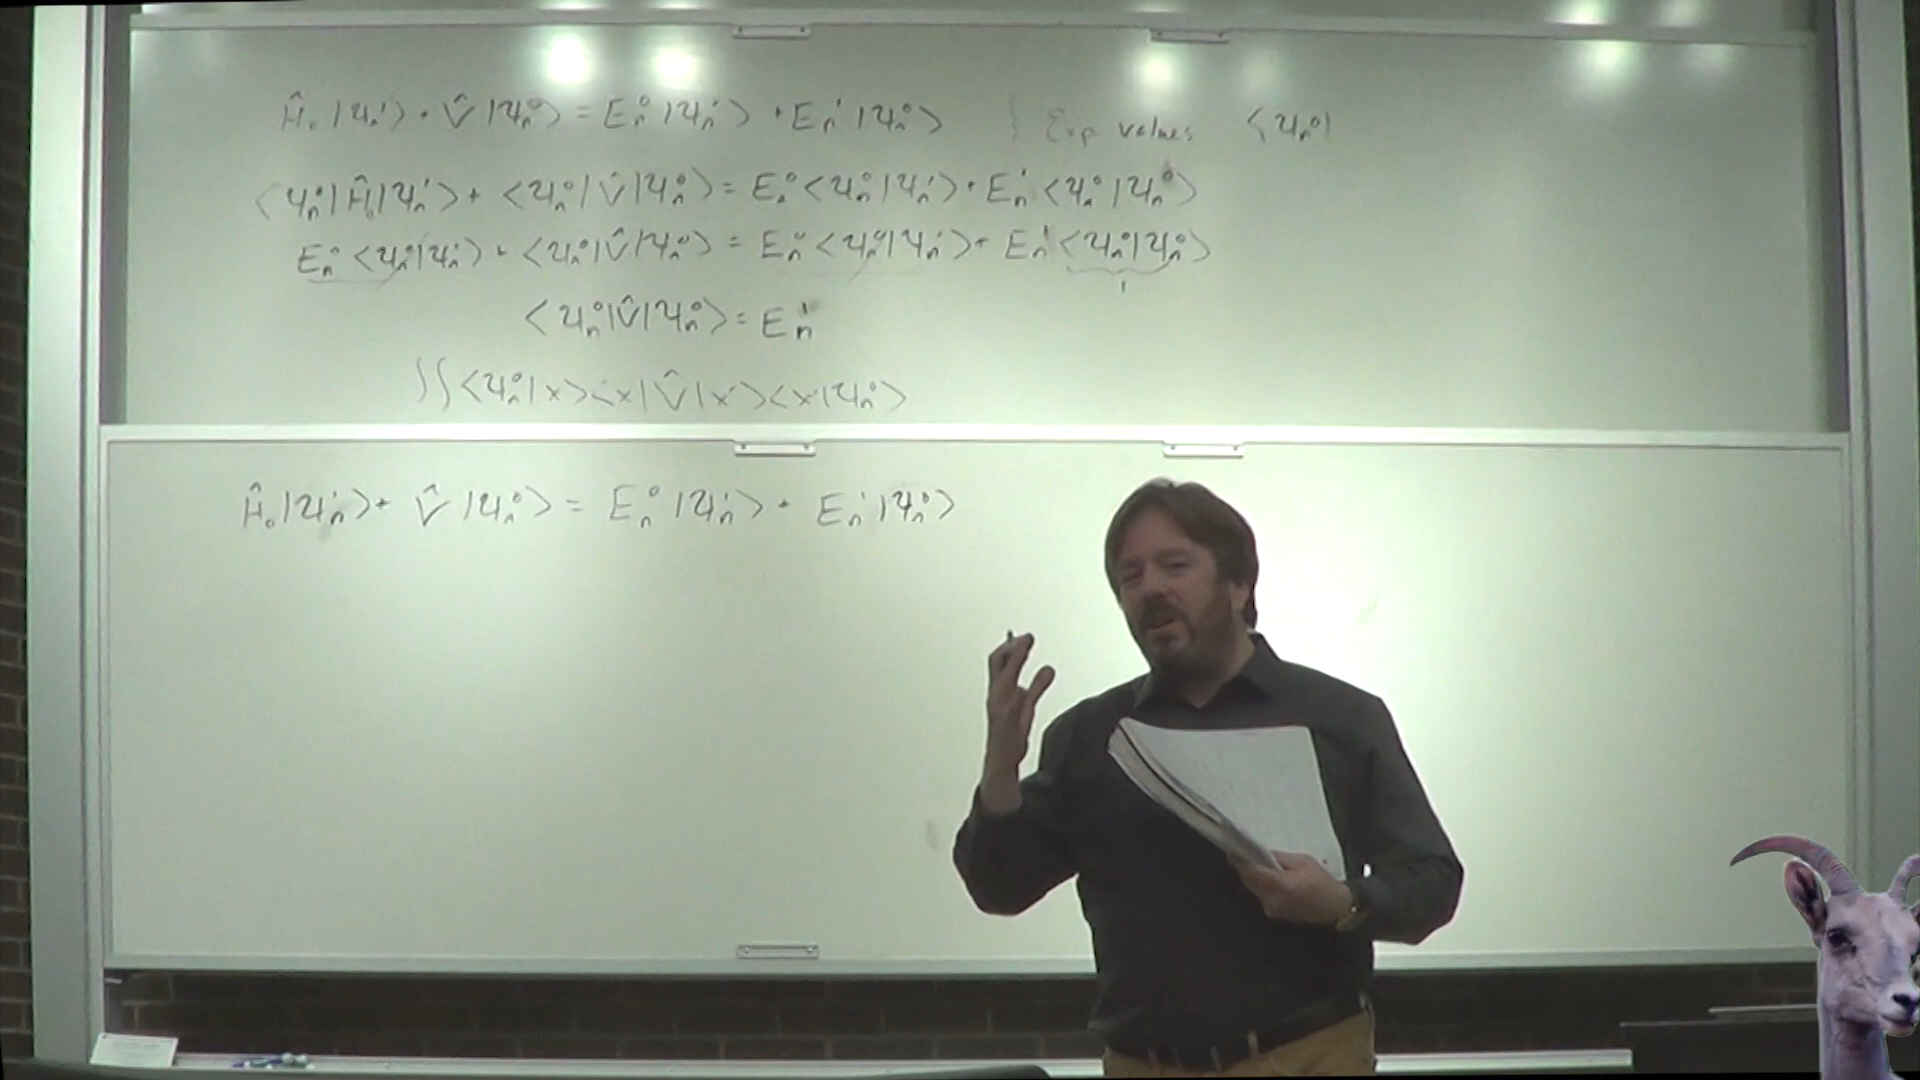 Ĥ₀|Ψₙ¹⟩ + V̂|Ψₙ⁰⟩ = Eₙ⁰|Ψₙ¹⟩ + Eₙ¹|Ψₙ⁰⟩ } Exp values ⟨Ψₙ⁰|
⟨Ψₙ⁰|Ĥ₀|Ψₙ¹⟩ + ⟨Ψₙ⁰|V̂|Ψₙ⁰⟩ = Eₙ⁰⟨Ψₙ⁰|Ψₙ¹⟩ + Eₙ¹⟨Ψₙ⁰|Ψₙ⁰⟩
Eₙ⁰⟨Ψₙ⁰|Ψₙ¹⟩ + ⟨Ψₙ⁰|V̂|Ψₙ⁰⟩ = Eₙ⁰⟨Ψₙ⁰|Ψₙ¹⟩ + Eₙ¹⟨Ψₙ⁰|Ψₙ⁰⟩
1
⟨Ψₙ⁰|V̂|Ψₙ⁰⟩ = Eₙ¹
∫∫⟨Ψₙ⁰|x⟩⟨x|V̂|x'⟩⟨x'|Ψₙ⁰⟩
Ĥ₀|Ψₙ¹⟩ + V̂|Ψₙ⁰⟩ = Eₙ⁰|Ψₙ¹⟩ + Eₙ¹|Ψₙ⁰⟩